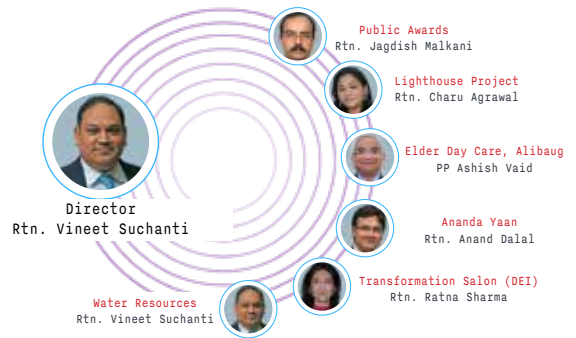 Public Awards
Rtn. Jagdish Malkani
Lighthouse Project
Rtn. Charu Agrawal
Elder Day Care, Alibaug
PP Ashish Vaid
Director
Rtn. Vineet Suchanti
Ananda Yaan
Rtn. Anand Dalal
Transformation Salon (DEI)
Rtn. Ratna Sharma
Water Resources
Rtn. Vineet Suchanti